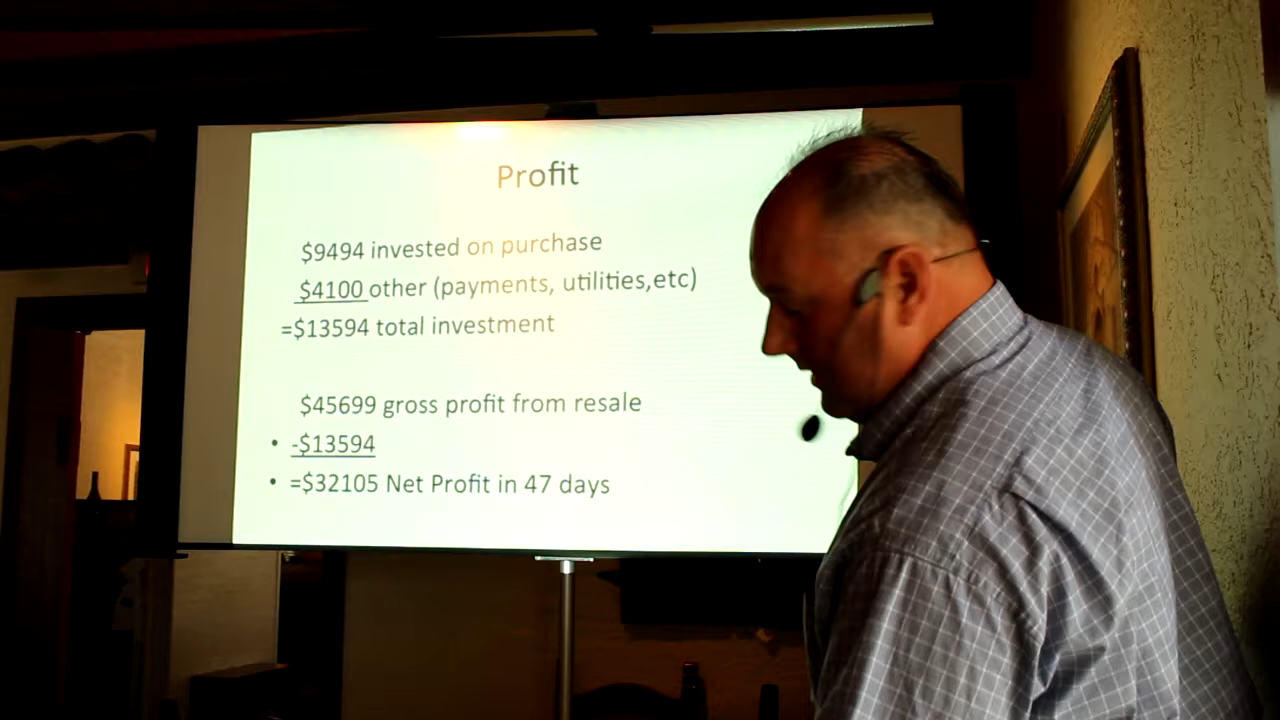 Profit
$9494 invested on purchase
$4100 other (payments, utilities,etc)
=$13594 total investment
$45699 gross profit from resale
• -$13594
• =$32105 Net Profit in 47 days